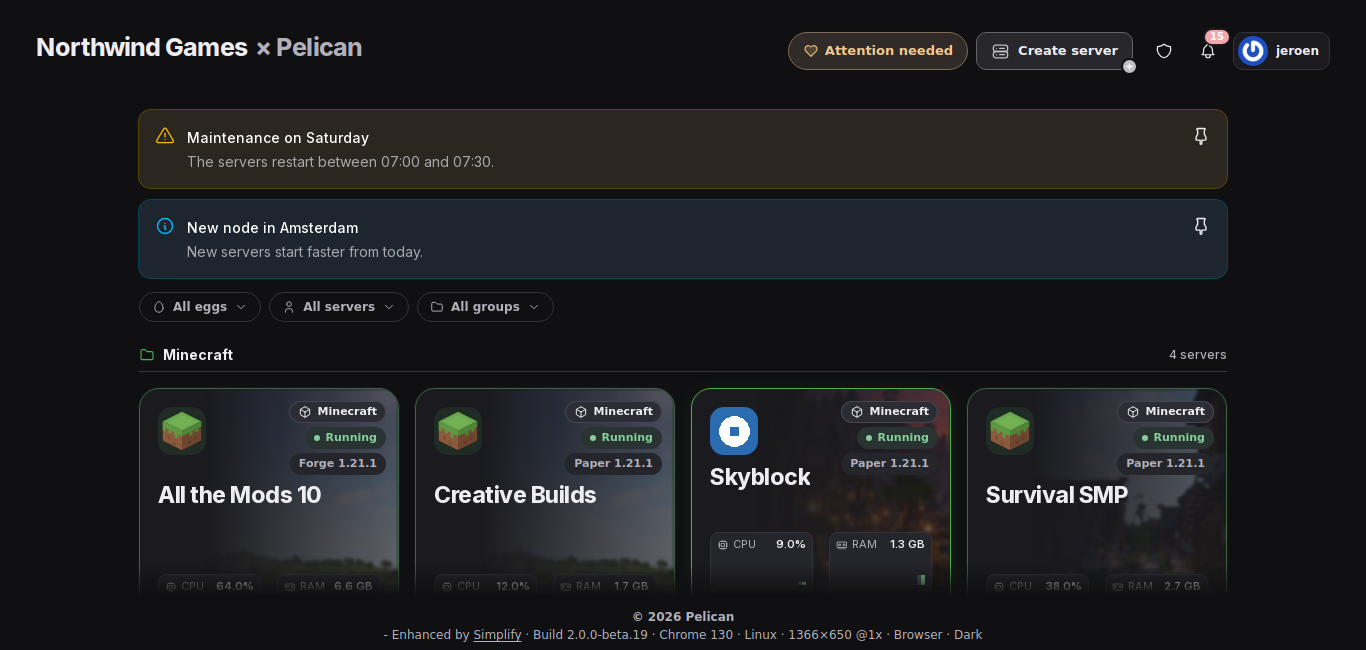 Northwind Games × Pelican
Attention needed
Create server
15
jeroen
Maintenance on Saturday
The servers restart between 07:00 and 07:30.
New node in Amsterdam
New servers start faster from today.
All eggs
All servers
All groups
Minecraft
4 servers
Minecraft
Running
Forge 1.21.1
All the Mods 10
CPU 64.0%
RAM 6.6 GB
Minecraft
Running
Paper 1.21.1
Creative Builds
CPU 12.0%
RAM 1.7 GB
Minecraft
Running
Paper 1.21.1
Skyblock
CPU 9.0%
RAM 1.3 GB
Minecraft
Running
Paper 1.21.1
Survival SMP
CPU 38.0%
RAM 2.7 GB
© 2026 Pelican
- Enhanced by Simplify · Build 2.0.0-beta.19 · Chrome 130 · Linux · 1366×650 @1x · Browser · Dark